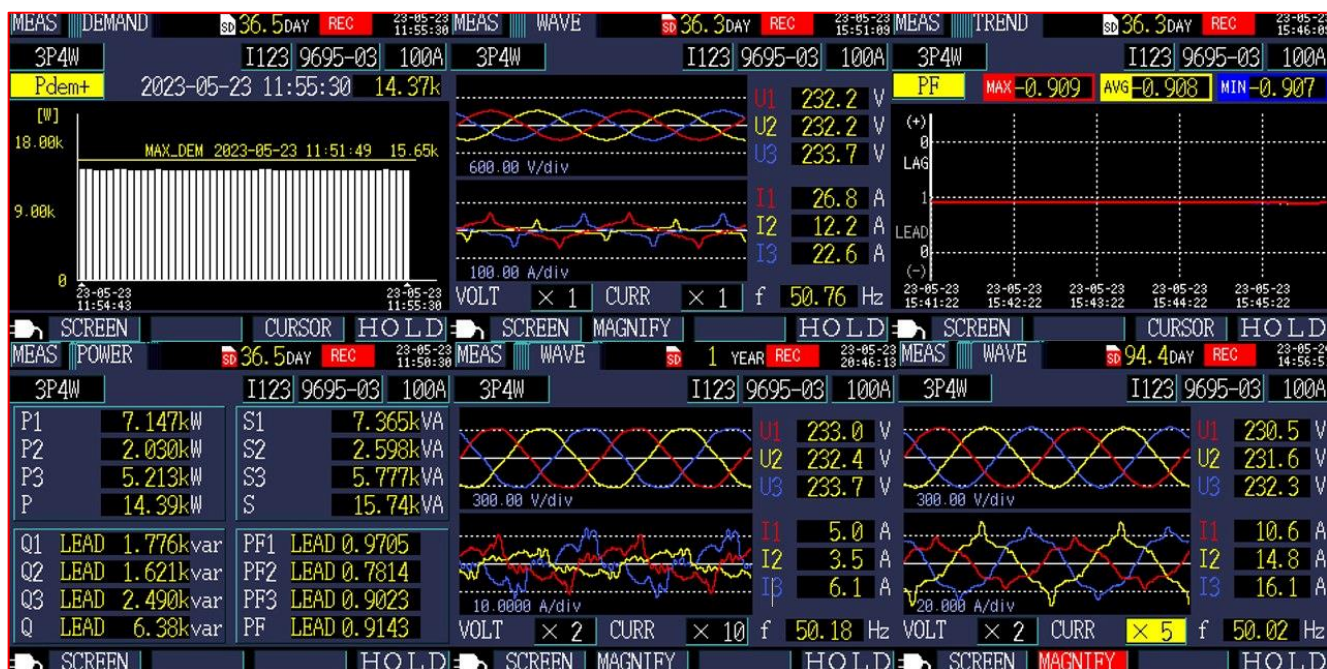 MEAS DEMAND SD 36.5DAY REC 23-05-23 11:55:30
3P4W I123 9695-03 100A
Pdem+ 2023-05-23 11:55:30 14.37k
[W]
18.00k
MAX_DEM 2023-05-23 11:51:49 15.65k
9.00k
0
23-05-23 23-05-23
11:54:43 11:55:30
SCREEN CURSOR HOLD
MEAS WAVE SD 36.3DAY REC 23-05-23 15:51:09
3P4W I123 9695-03 100A
U1 232.2 V
U2 232.2 V
U3 233.7 V
600.00 V/div
I1 26.8 A
I2 12.2 A
I3 22.6 A
100.00 A/div
VOLT × 1 CURR × 1 f 50.76 Hz
SCREEN MAGNIFY HOLD
MEAS TREND SD 36.3DAY REC 23-05-23
3P4W I123 9695-03 100A
PF MAX -0.909 AVG -0.908 MIN -0.907
(+)
0
LAG
1
LEAD
0
(-)
23-05-23 23-05-23 23-05-23 23-05-23 23-05-23
15:41:22 15:42:22 15:43:22 15:44:22 15:45:22
SCREEN CURSOR HOLD
MEAS POWER SD 36.5DAY REC 23-05-23 11:50:30
3P4W I123 9695-03 100A
P1 7.147kW S1 7.365kVA
P2 2.030kW S2 2.598kVA
P3 5.213kW S3 5.777kVA
P 14.39kW S 15.74kVA
Q1 LEAD 1.776kvar PF1 LEAD 0.9705
Q2 LEAD 1.621kvar PF2 LEAD 0.7814
Q3 LEAD 2.490kvar PF3 LEAD 0.9023
Q LEAD 6.38kvar PF LEAD 0.9143
SCREEN HOLD
MEAS WAVE SD 1 YEAR REC 23-05-23 20:46:13
3P4W I123 9695-03 100A
U1 233.0 V
U2 232.4 V
U3 233.7 V
300.00 V/div
I1 5.0 A
I2 3.5 A
I3 6.1 A
10.0000 A/div
VOLT × 2 CURR × 10 f 50.18 Hz
SCREEN MAGNIFY HOLD
MEAS WAVE SD 94.4DAY REC
3P4W I123 9695-03 100A
U1 230.5 V
U2 231.6 V
U3 232.3 V
300.00 V/div
I1 10.6 A
I2 14.8 A
I3 16.1 A
20.000 A/div
VOLT × 2 CURR × 5 f 50.02 Hz
SCREEN MAGNIFY HOLD